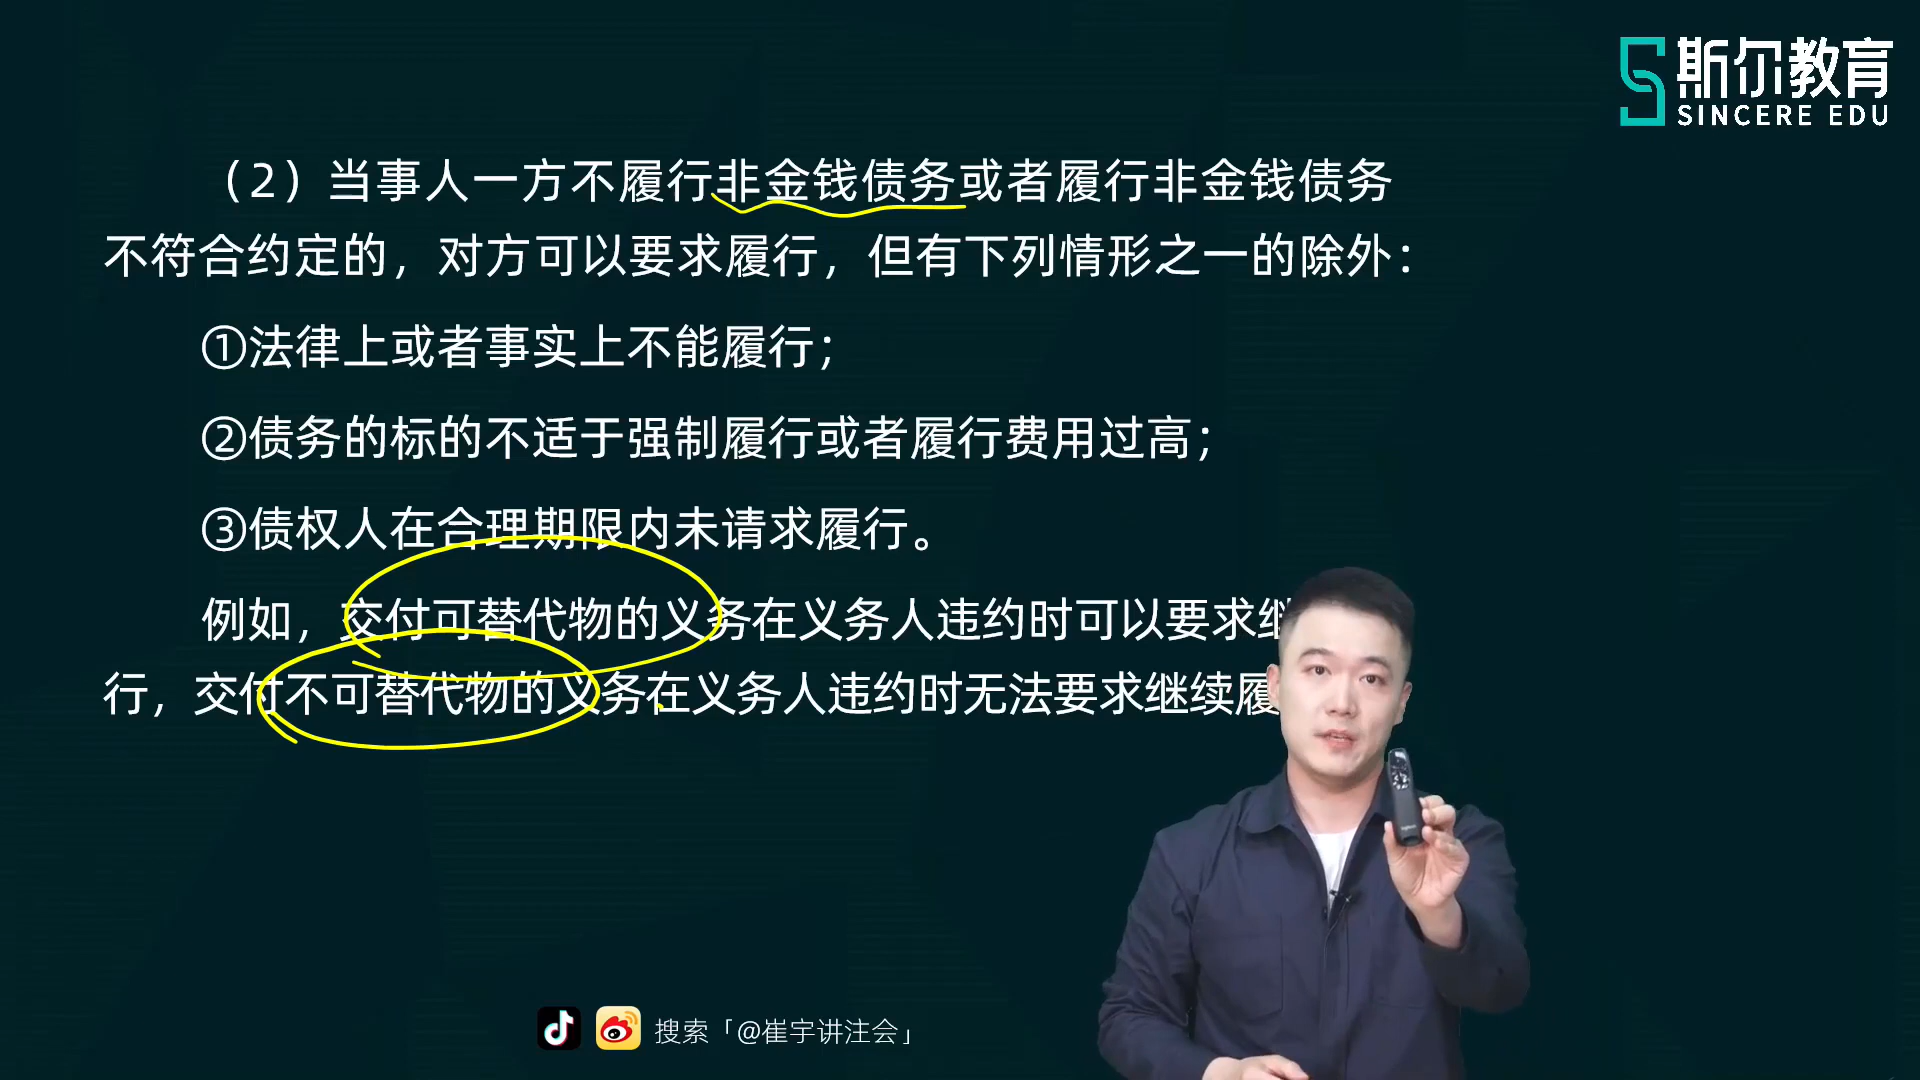 斯尔教育
SINCERE EDU
（2）当事人一方不履行非金钱债务或者履行非金钱债务
不符合约定的，对方可以要求履行，但有下列情形之一的除外：
①法律上或者事实上不能履行；
②债务的标的不适于强制履行或者履行费用过高；
③债权人在合理期限内未请求履行。
例如，交付可替代物的义务在义务人违约时可以要求继
行，交付不可替代物的义务在义务人违约时无法要求继续履
搜索「@崔宇讲注会」